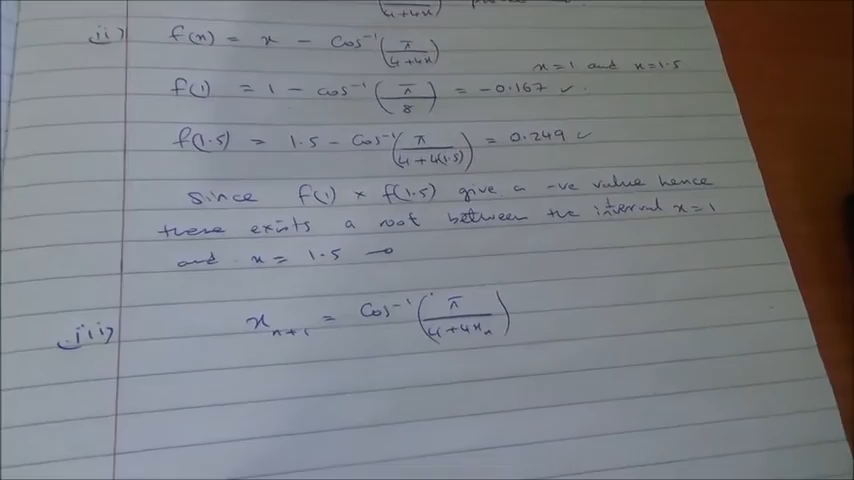 (π/(4+4x))
ii) f(x) = x - cos⁻¹(π/(4+4x))
x=1 and x=1.5
f(1) = 1 - cos⁻¹(π/8) = -0.167 ✓
f(1.5) = 1.5 - cos⁻¹(π/(4+4(1.5))) = 0.249 ✓
since f(1) × f(1.5) give a -ve value hence
there exists a root between the interval x=1
and x = 1.5
iii) xₙ₊₁ = cos⁻¹(π/(4+4xₙ))